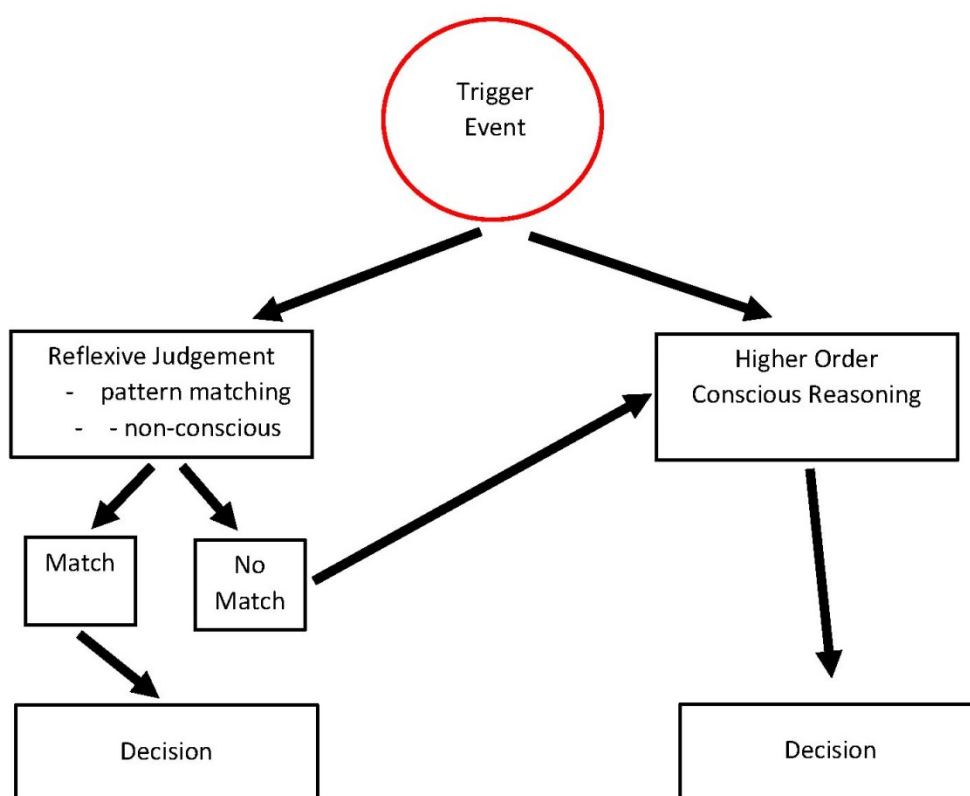 Trigger
Event
Reflexive Judgement
- pattern matching
- - non-conscious
Higher Order
Conscious Reasoning
Match
No
Match
Decision
Decision